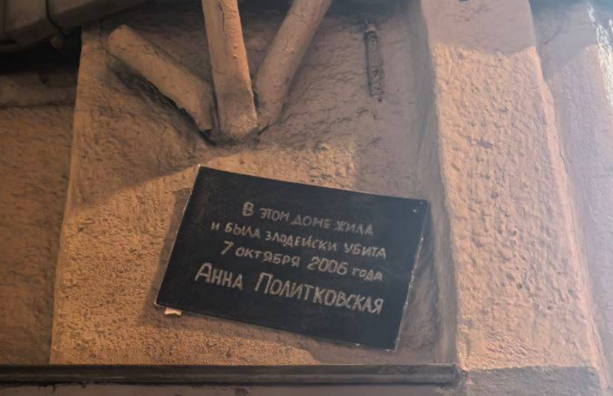 В ЭТОМ ДОМЕ ЖИЛА
И БЫЛА ЗЛОДЕЙСКИ УБИТА
7 ОКТЯБРЯ 2006 ГОДА
АННА ПОЛИТКОВСКАЯ